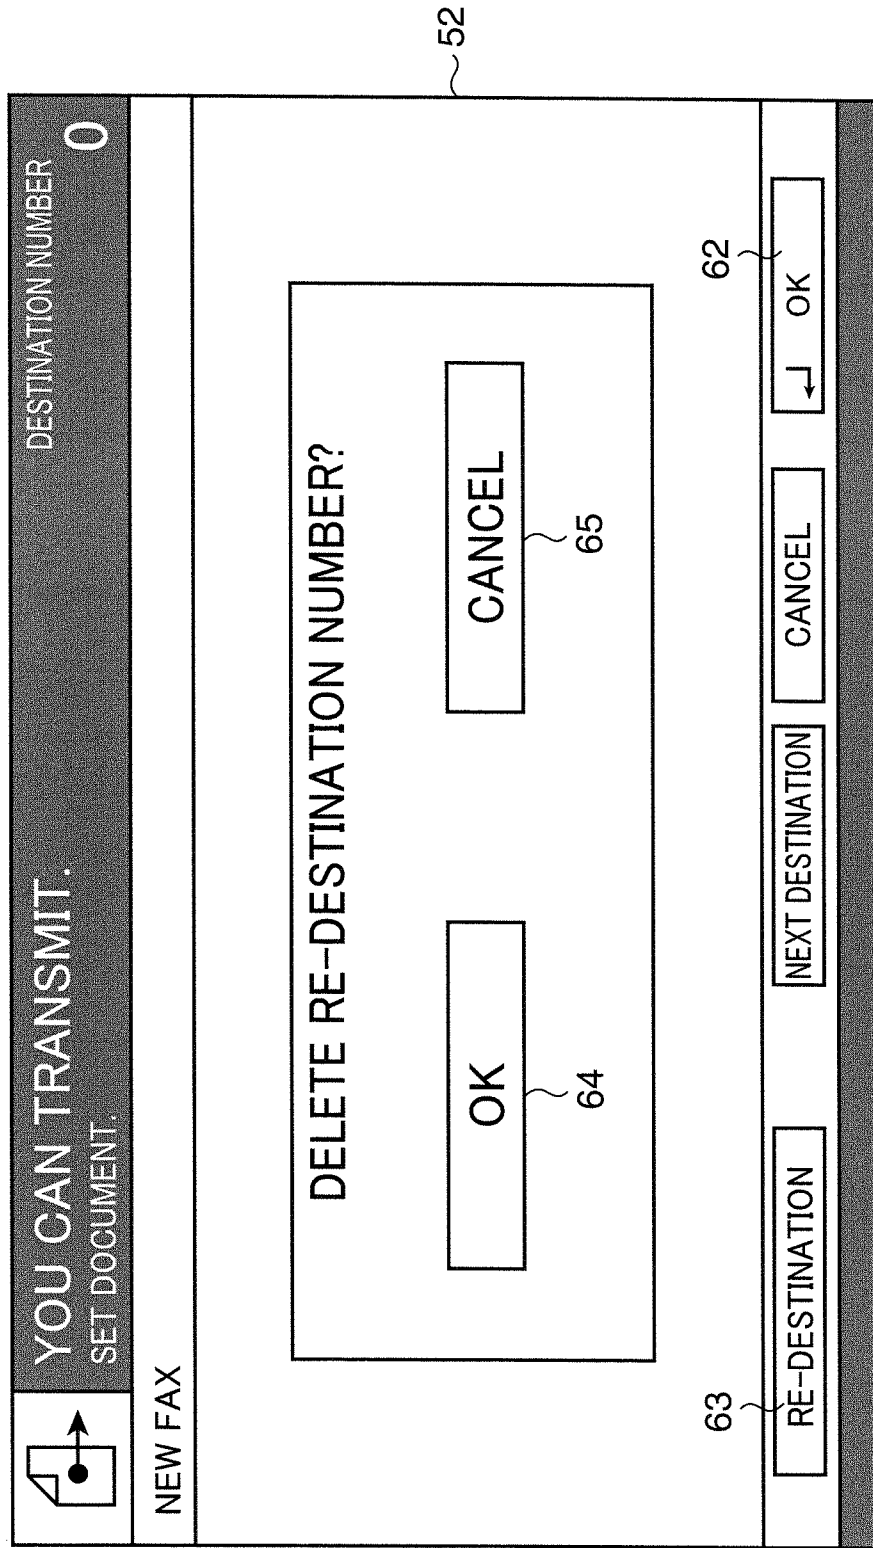 YOU CAN TRANSMIT.
SET DOCUMENT.
DESTINATION NUMBER
0
NEW FAX
52
DELETE RE-DESTINATION NUMBER?
OK
CANCEL
64
65
63
62
RE-DESTINATION
NEXT DESTINATION
CANCEL
OK